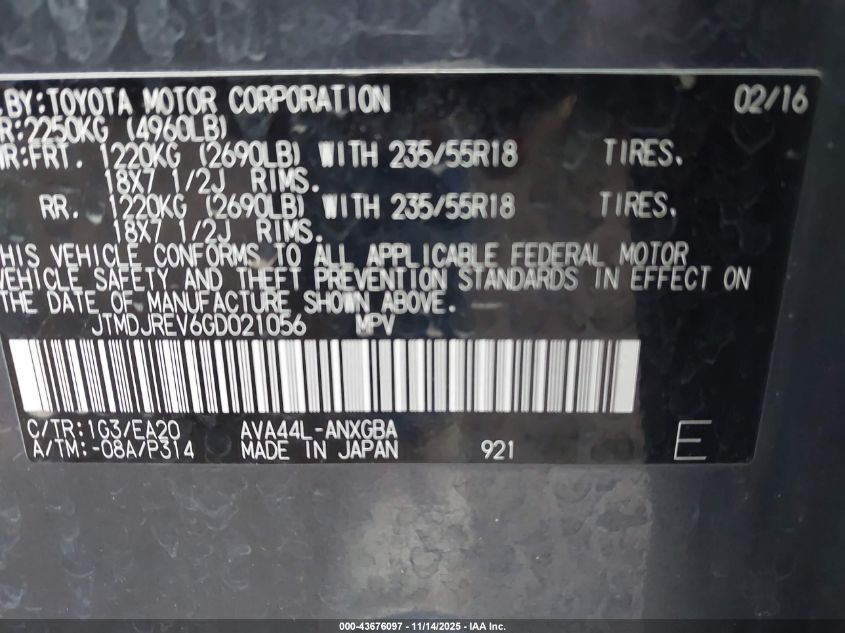 .BY:TOYOTA MOTOR CORPORATION 02/16
R:2250KG (4960LB)
WR:FRT. 1220KG (2690LB) WITH 235/55R18 TIRES.
18X7 1/2J RIMS.
RR. 1220KG (2690LB) WITH 235/55R18 TIRES.
18X7 1/2J RIMS.
HIS VEHICLE CONFORMS TO ALL APPLICABLE FEDERAL MOTOR
VEHICLE SAFETY AND THEFT PREVENTION STANDARDS IN EFFECT ON
THE DATE OF MANUFACTURE SHOWN ABOVE.
JTMDJREV6GD021056 MPV
C/TR:1G3/EA20 AVA44L-ANXGBA
A/TM:-08A/P314 MADE IN JAPAN 921 E
000-43676097 - 11/14/2025 - IAA Inc.